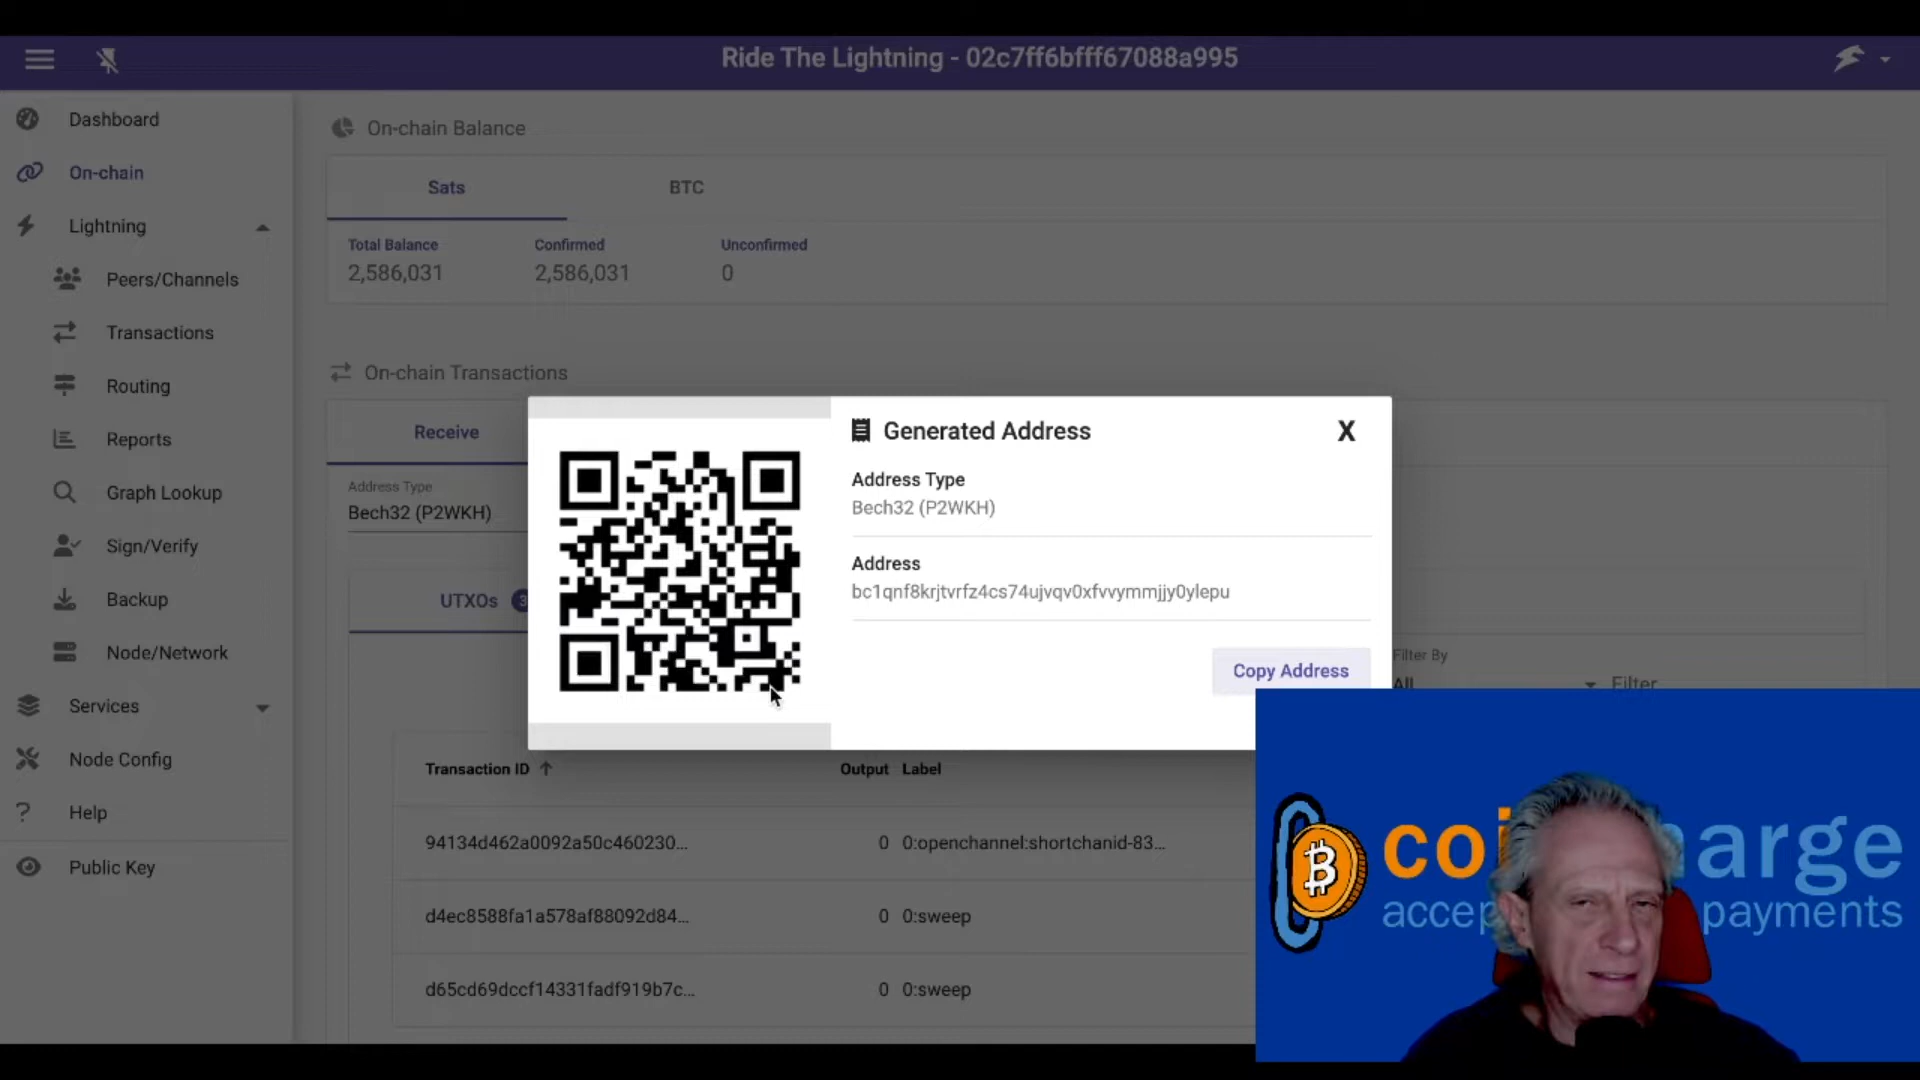 Ride The Lightning - 02c7ff6bfff67088a995
Dashboard
On-chain
Lightning
Peers/Channels
Transactions
Routing
Reports
Graph Lookup
Sign/Verify
Backup
Node/Network
Services
Node Config
Help
Public Key
On-chain Balance
Sats BTC
Total Balance Confirmed Unconfirmed
2,586,031 2,586,031 0
On-chain Transactions
Receive
Address Type
Bech32 (P2WKH)
UTXOs 3
Generated Address X
Address Type
Bech32 (P2WKH)
Address
bc1qnf8krjtvrfz4cs74ujvqv0xfvvymmjjy0ylepu
Copy Address
Filter By
All Filter
Transaction ID Output Label
94134d462a0092a50c460230... 0 0:openchannel:shortchanid-83...
d4ec8588fa1a578af88092d84... 0 0:sweep
d65cd69dccf14331fadf919b7c... 0 0:sweep
coi arge
accep payments